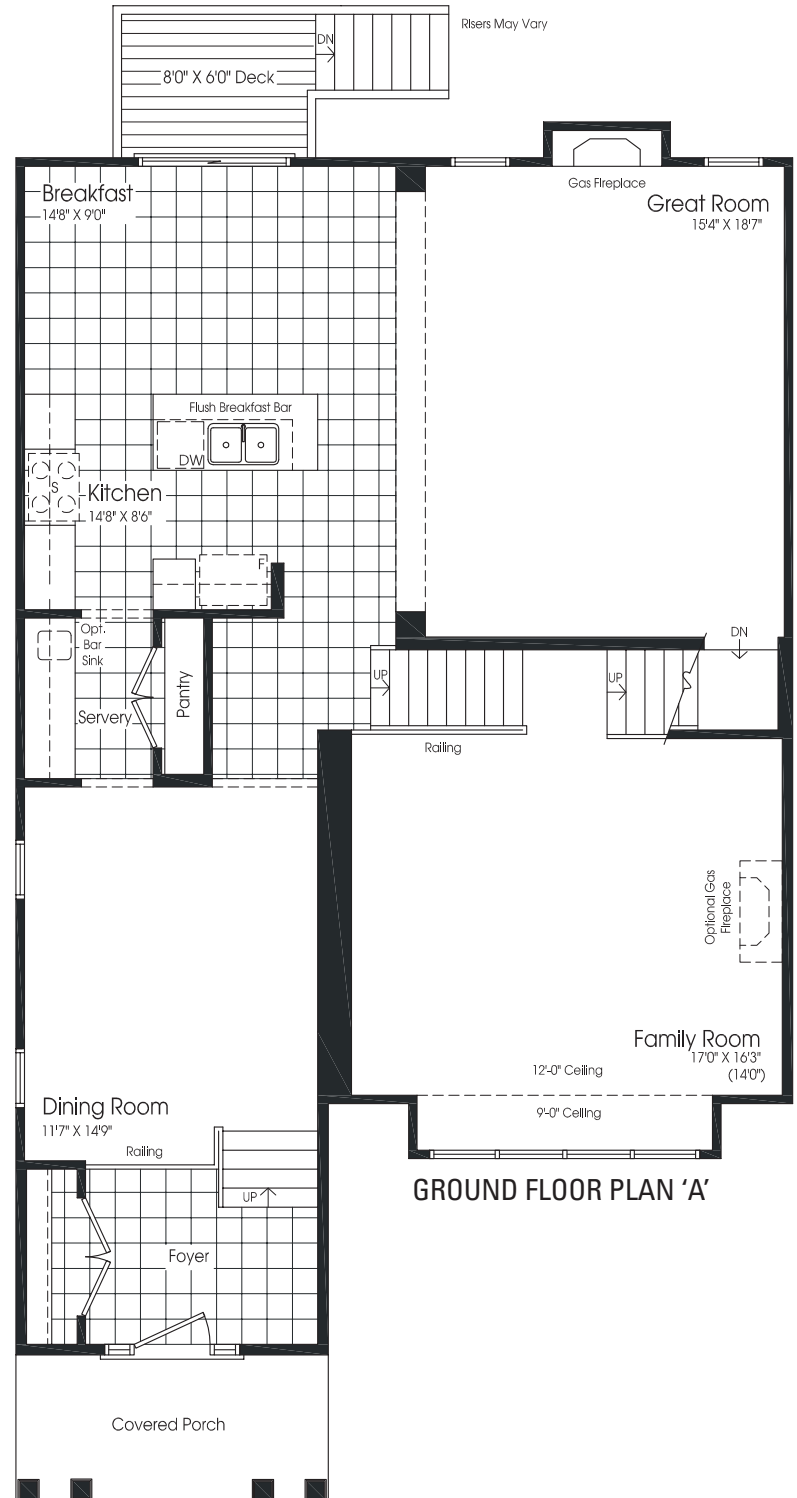 Risers May Vary
DN
8'0" X 6'0" Deck
Breakfast
14'8" X 9'0"
Gas Fireplace
Great Room
15'4" X 18'7"
Flush Breakfast Bar
DW
S
Kitchen
14'8" X 8'6"
F
Opt.
Bar
Sink
Pantry
Servery
UP
Railing
UP
DN
Optional Gas
Fireplace
Family Room
17'0" X 16'3"
(14'0")
12'-0" Ceiling
9'-0" Ceiling
Dining Room
11'7" X 14'9"
Railing
UP
GROUND FLOOR PLAN ‘A’
Foyer
Covered Porch